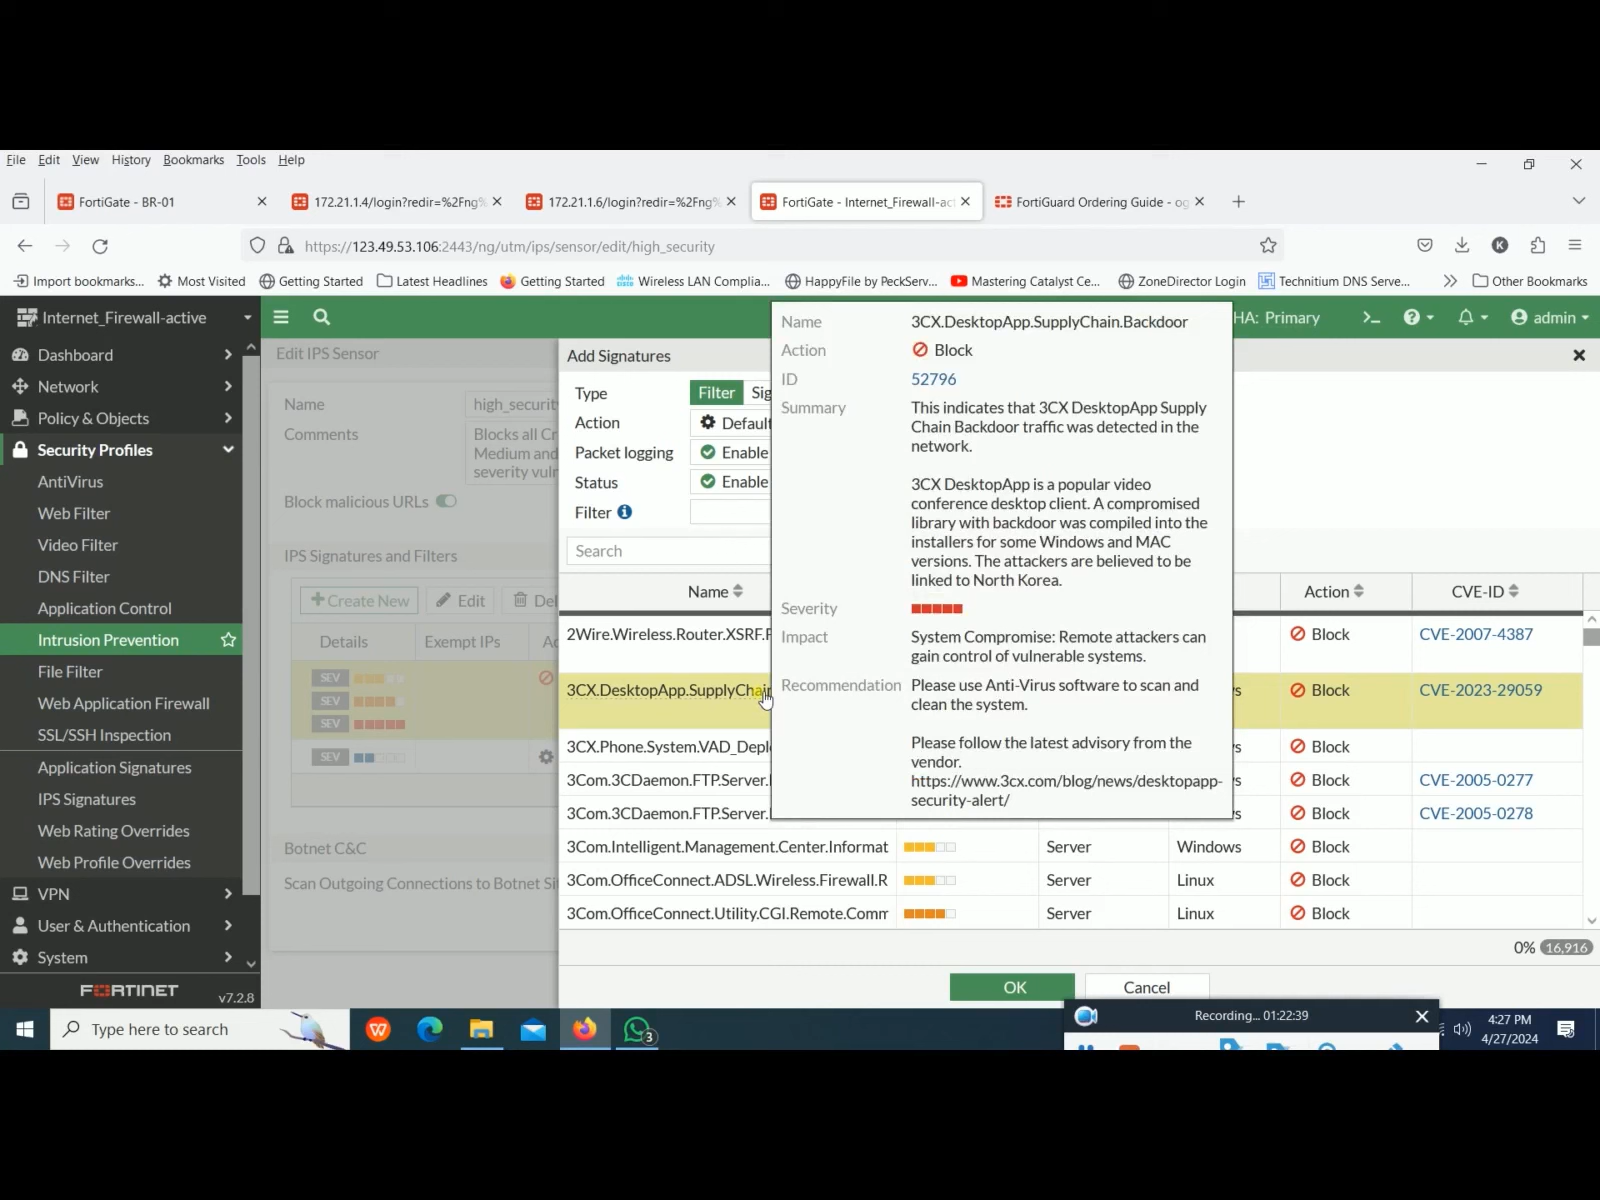 File Edit View History Bookmarks Tools Help
FortiGate - BR-01
172.21.1.4/login?redir=%2Fng%
172.21.1.6/login?redir=%2Fng%
FortiGate - Internet_Firewall-act
FortiGuard Ordering Guide - og
https://123.49.53.106:2443/ng/utm/ips/sensor/edit/high_security
K
Import bookmarks... Most Visited Getting Started Latest Headlines Getting Started Wireless LAN Complia... HappyFile by PeckServ... Mastering Catalyst Ce... ZoneDirector Login Technitium DNS Serve... Other Bookmarks
Internet_Firewall-active
HA: Primary
admin
Dashboard
Network
Policy & Objects
Security Profiles
AntiVirus
Web Filter
Video Filter
DNS Filter
Application Control
Intrusion Prevention
File Filter
Web Application Firewall
SSL/SSH Inspection
Application Signatures
IPS Signatures
Web Rating Overrides
Web Profile Overrides
VPN
User & Authentication
System
FORTINET v7.2.8
Edit IPS Sensor
Name high_security
Comments Blocks all Cr
Medium and
severity vuln
Block malicious URLs
IPS Signatures and Filters
Create New Edit Del
Details Exempt IPs Ac
SEV
SEV
SEV
SEV
Botnet C&C
Scan Outgoing Connections to Botnet Sit
Add Signatures
Type Filter Sig
Action Default
Packet logging Enable
Status Enable
Filter
Search
Name Action CVE-ID
2Wire.Wireless.Router.XSRF.P Block CVE-2007-4387
3CX.DesktopApp.SupplyChain s Block CVE-2023-29059
3CX.Phone.System.VAD_Deplo s Block
3Com.3CDaemon.FTP.Server. s Block CVE-2005-0277
3Com.3CDaemon.FTP.Server. s Block CVE-2005-0278
3Com.Intelligent.Management.Center.Informat Server Windows Block
3Com.OfficeConnect.ADSL.Wireless.Firewall.R Server Linux Block
3Com.OfficeConnect.Utility.CGI.Remote.Comm Server Linux Block
0% 16,916
OK Cancel
Name 3CX.DesktopApp.SupplyChain.Backdoor
Action Block
ID 52796
Summary This indicates that 3CX DesktopApp Supply
Chain Backdoor traffic was detected in the
network.
3CX DesktopApp is a popular video
conference desktop client. A compromised
library with backdoor was compiled into the
installers for some Windows and MAC
versions. The attackers are believed to be
linked to North Korea.
Severity
Impact System Compromise: Remote attackers can
gain control of vulnerable systems.
Recommendation Please use Anti-Virus software to scan and
clean the system.
Please follow the latest advisory from the
vendor.
https://www.3cx.com/blog/news/desktopapp-
security-alert/
Type here to search
3
Recording... 01:22:39
4:27 PM
4/27/2024